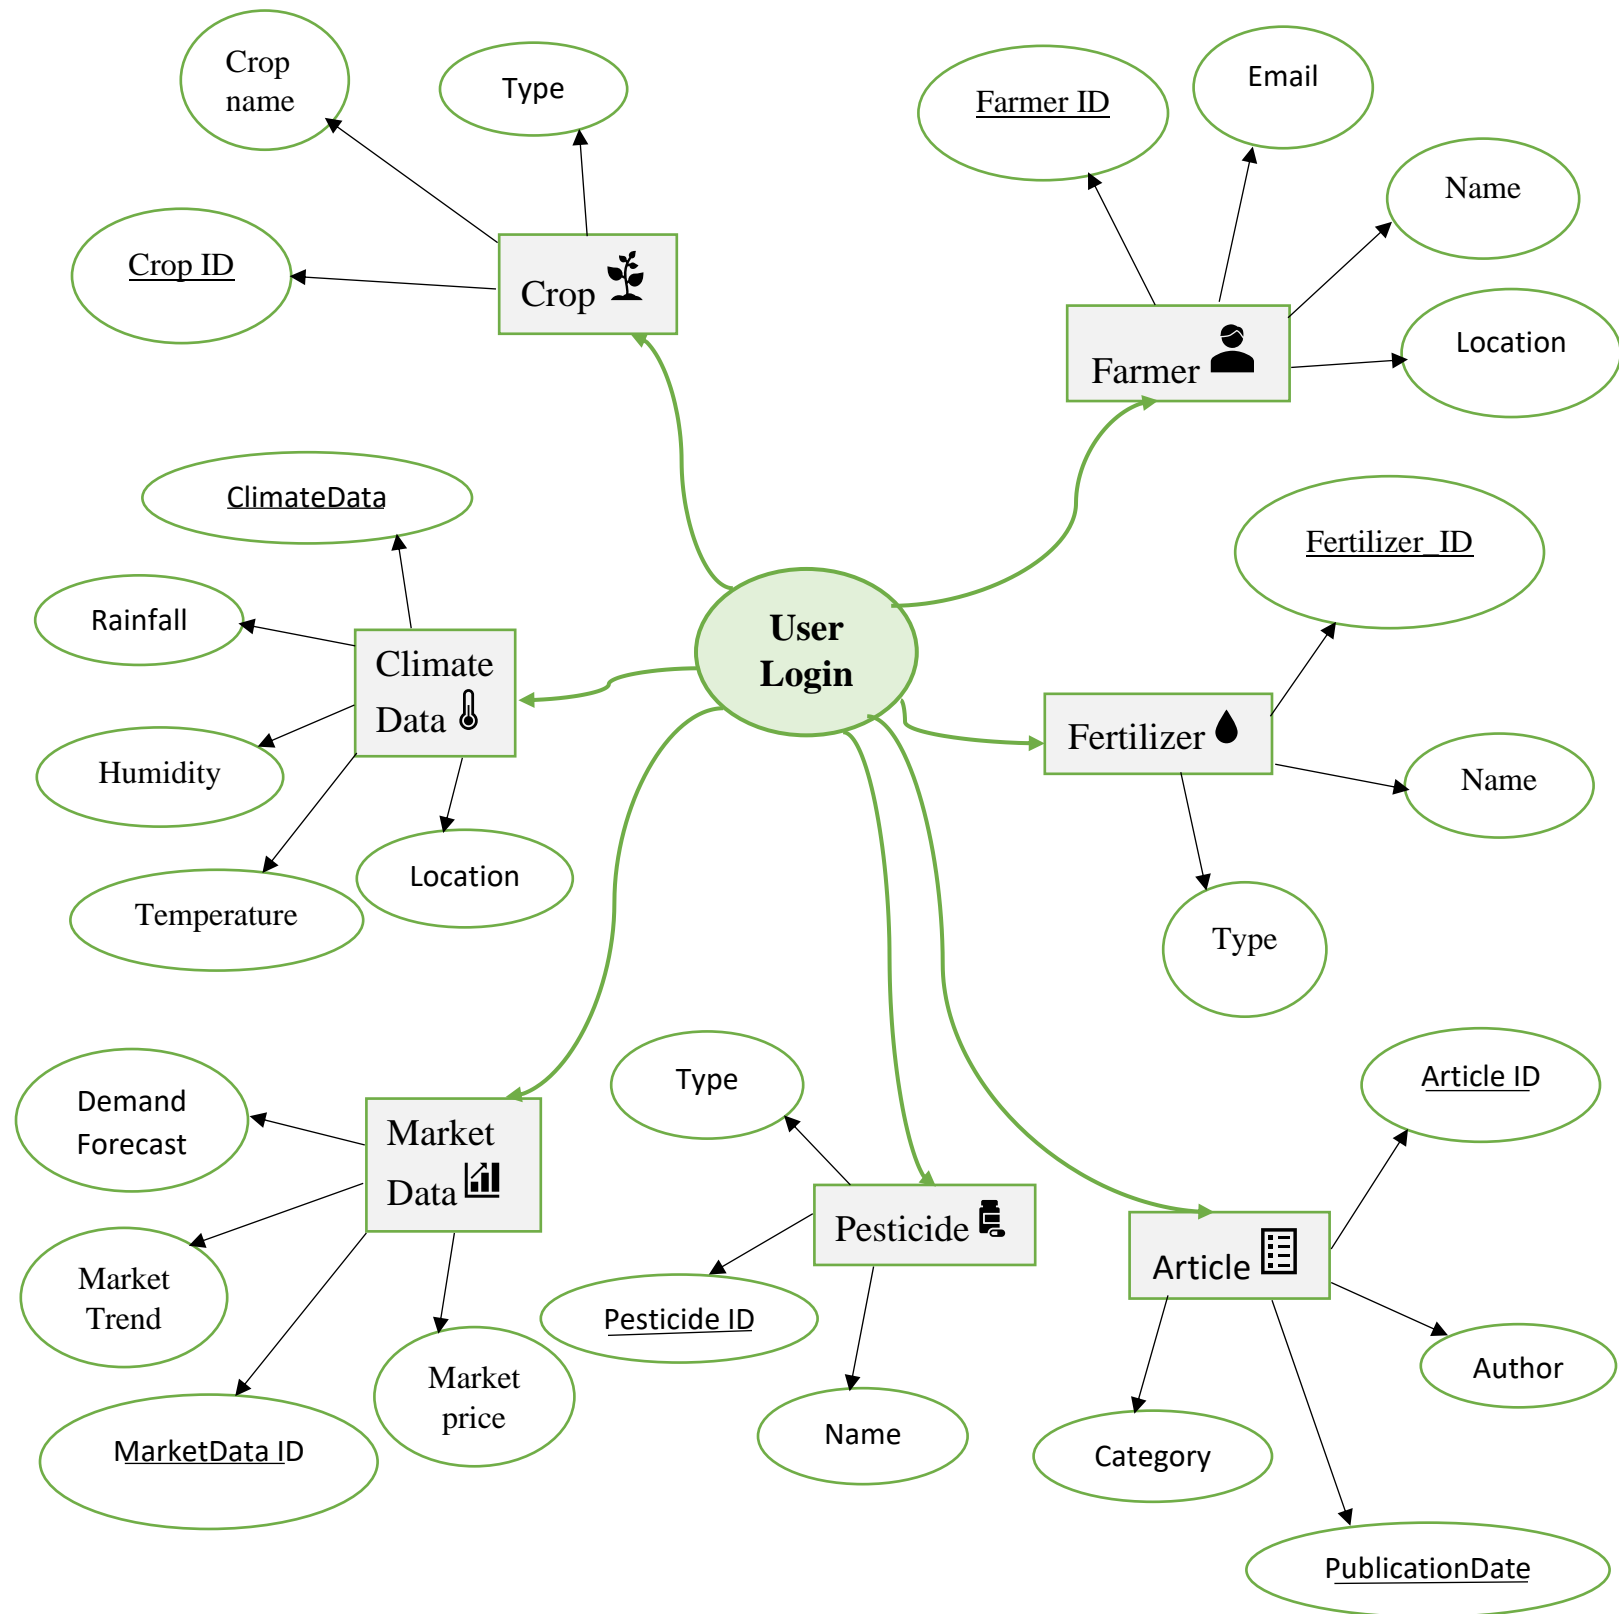 Crop
name
Type
Crop ID
Crop
Farmer ID
Email
Name
Location
Farmer
ClimateData
Rainfall
Climate
Data
Humidity
Temperature
Location
User
Login
Fertilizer_ID
Fertilizer
Name
Type
Demand
Forecast
Market
Data
Market
Trend
MarketData ID
Market
price
Type
Pesticide
Pesticide ID
Name
Article ID
Article
Author
Category
PublicationDate